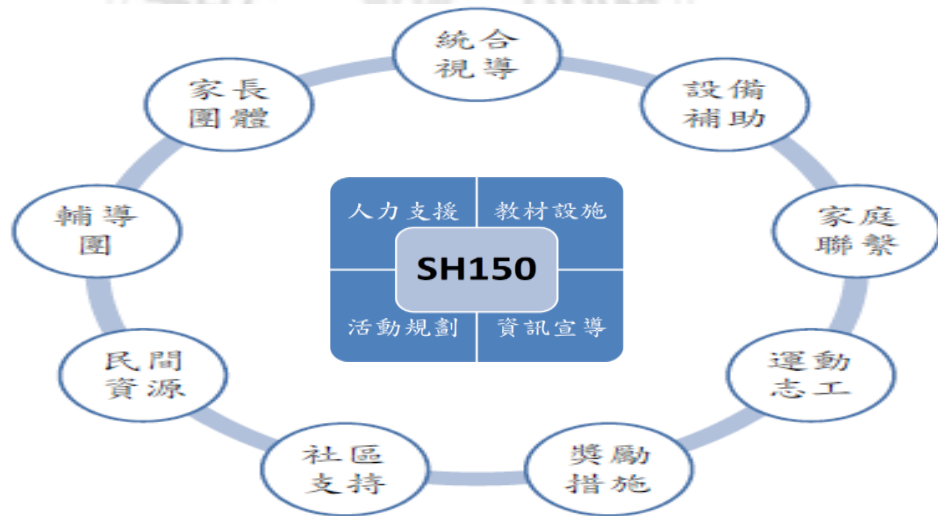 統合
視導
設備
補助
家庭
聯繫
運動
志工
獎勵
措施
社區
支持
民間
資源
輔導
團
家長
團體
人力支援
教材設施
SH150
活動規劃
資訊宣導